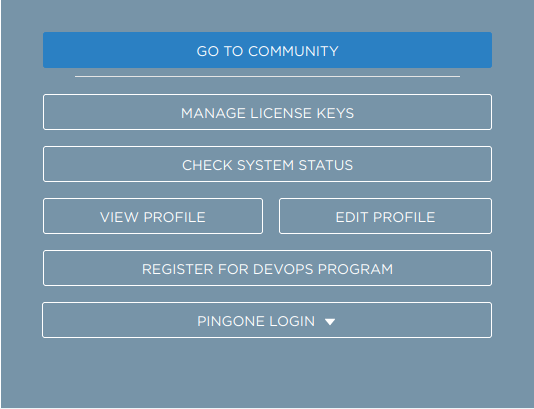 GO TO COMMUNITY
MANAGE LICENSE KEYS
CHECK SYSTEM STATUS
VIEW PROFILE
EDIT PROFILE
REGISTER FOR DEVOPS PROGRAM
PINGONE LOGIN